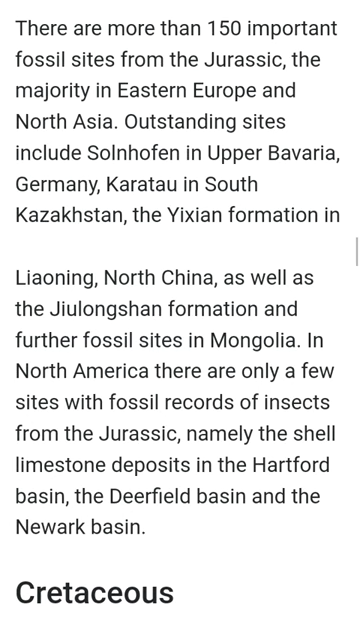 There are more than 150 important
fossil sites from the Jurassic, the
majority in Eastern Europe and
North Asia. Outstanding sites
include Solnhofen in Upper Bavaria,
Germany, Karatau in South
Kazakhstan, the Yixian formation in
Liaoning, North China, as well as
the Jiulongshan formation and
further fossil sites in Mongolia. In
North America there are only a few
sites with fossil records of insects
from the Jurassic, namely the shell
limestone deposits in the Hartford
basin, the Deerfield basin and the
Newark basin.
Cretaceous